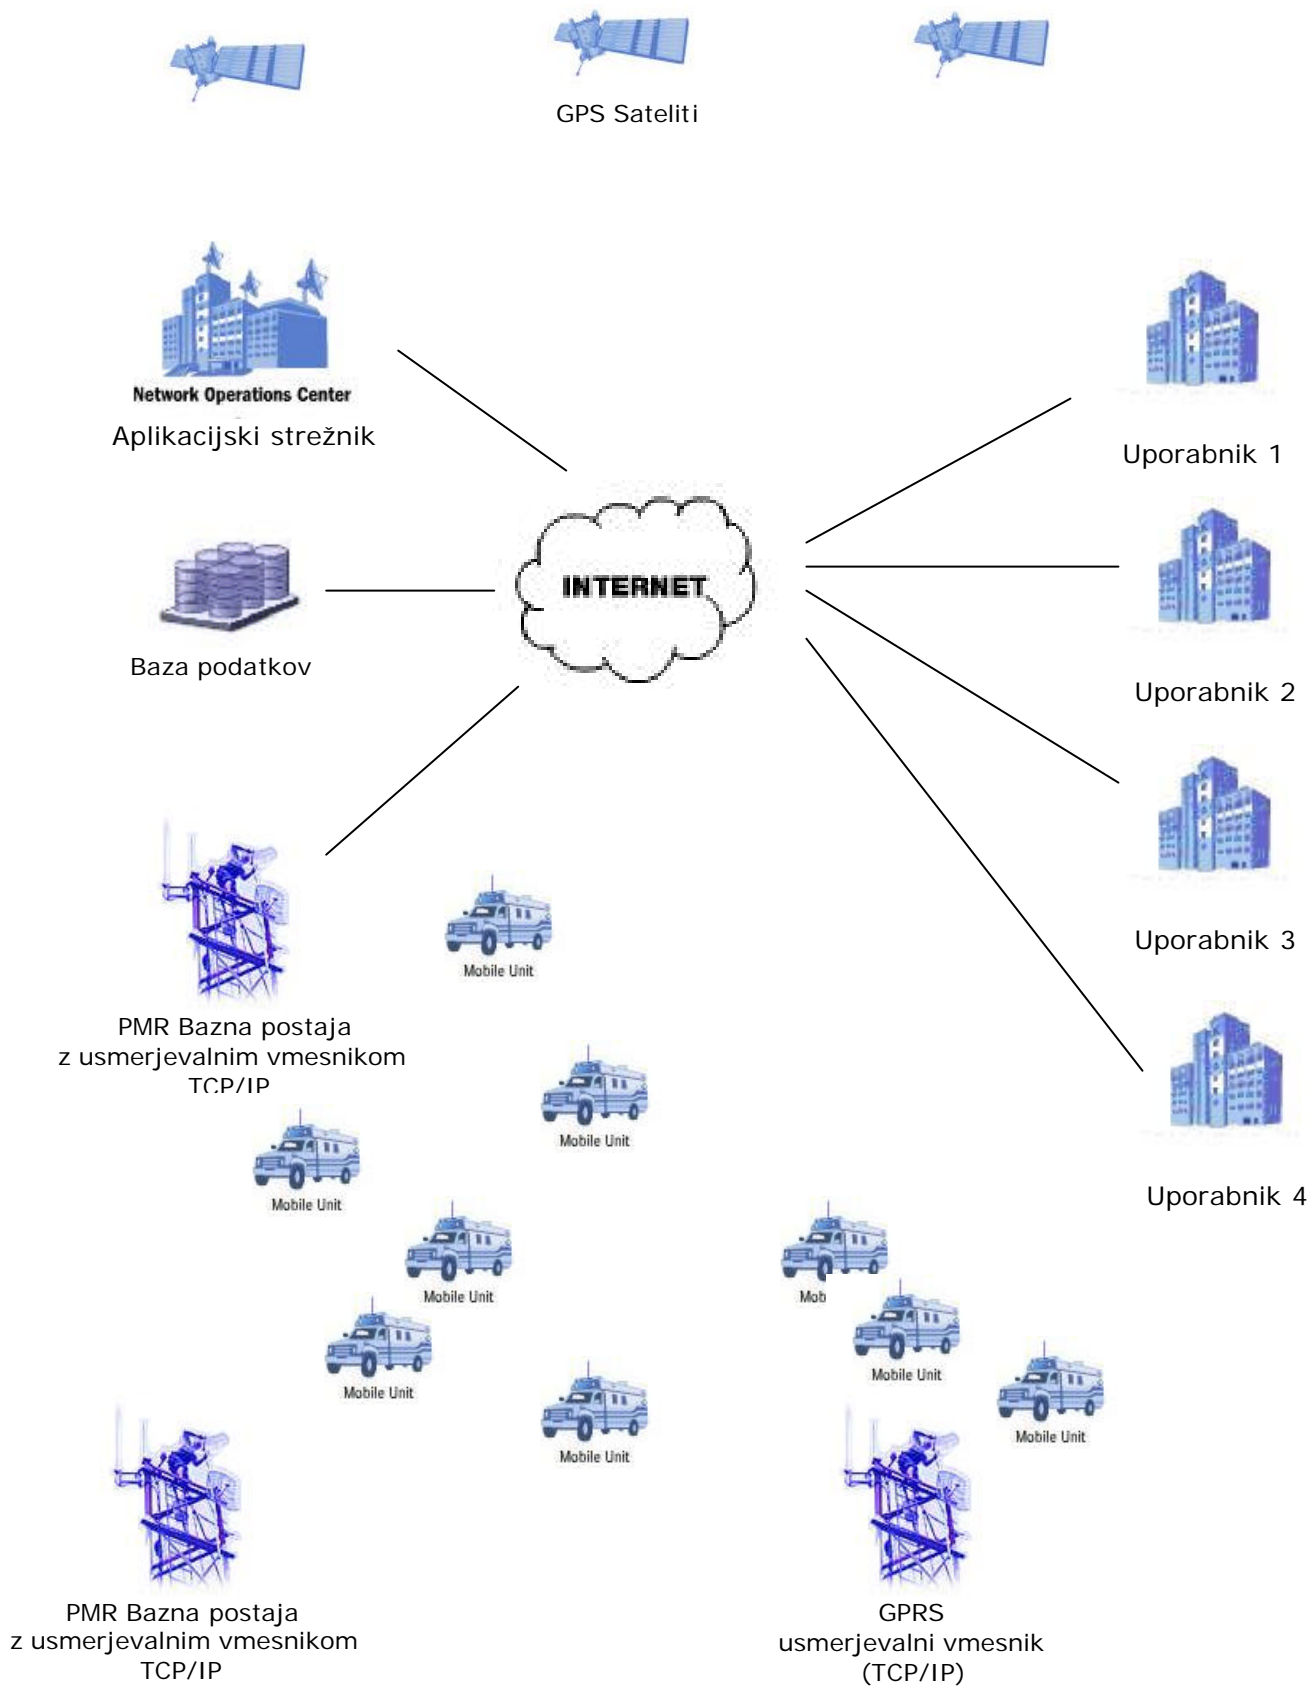 GPS Sateliti
Network Operations Center
Aplikacijski strežnik
Uporabnik 1
INTERNET
Baza podatkov
Uporabnik 2
Uporabnik 3
Mobile Unit
PMR Bazna postaja
z usmerjevalnim vmesnikom
TCP/IP
Mobile Unit
Mobile Unit
Uporabnik 4
Mobile Unit
Mob
Mobile Unit
Mobile Unit
Mobile Unit
Mobile Unit
PMR Bazna postaja
z usmerjevalnim vmesnikom
TCP/IP
GPRS
usmerjevalni vmesnik
(TCP/IP)